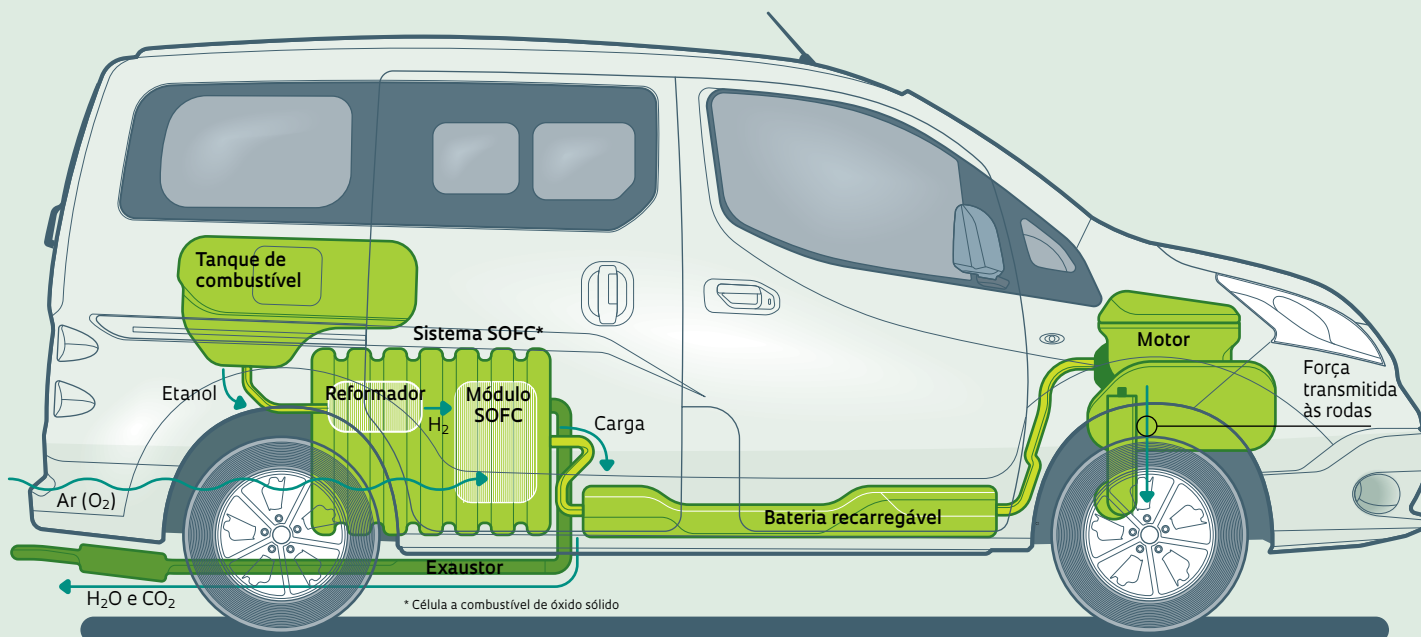 Tanque de
combustível
Sistema SOFC*
Motor
Etanol
Reformador
Módulo
SOFC
H₂
Carga
Força
transmitida
às rodas
Ar (O₂)
Bateria recarregável
Exaustor
H₂O e CO₂
* Célula a combustível de óxido sólido